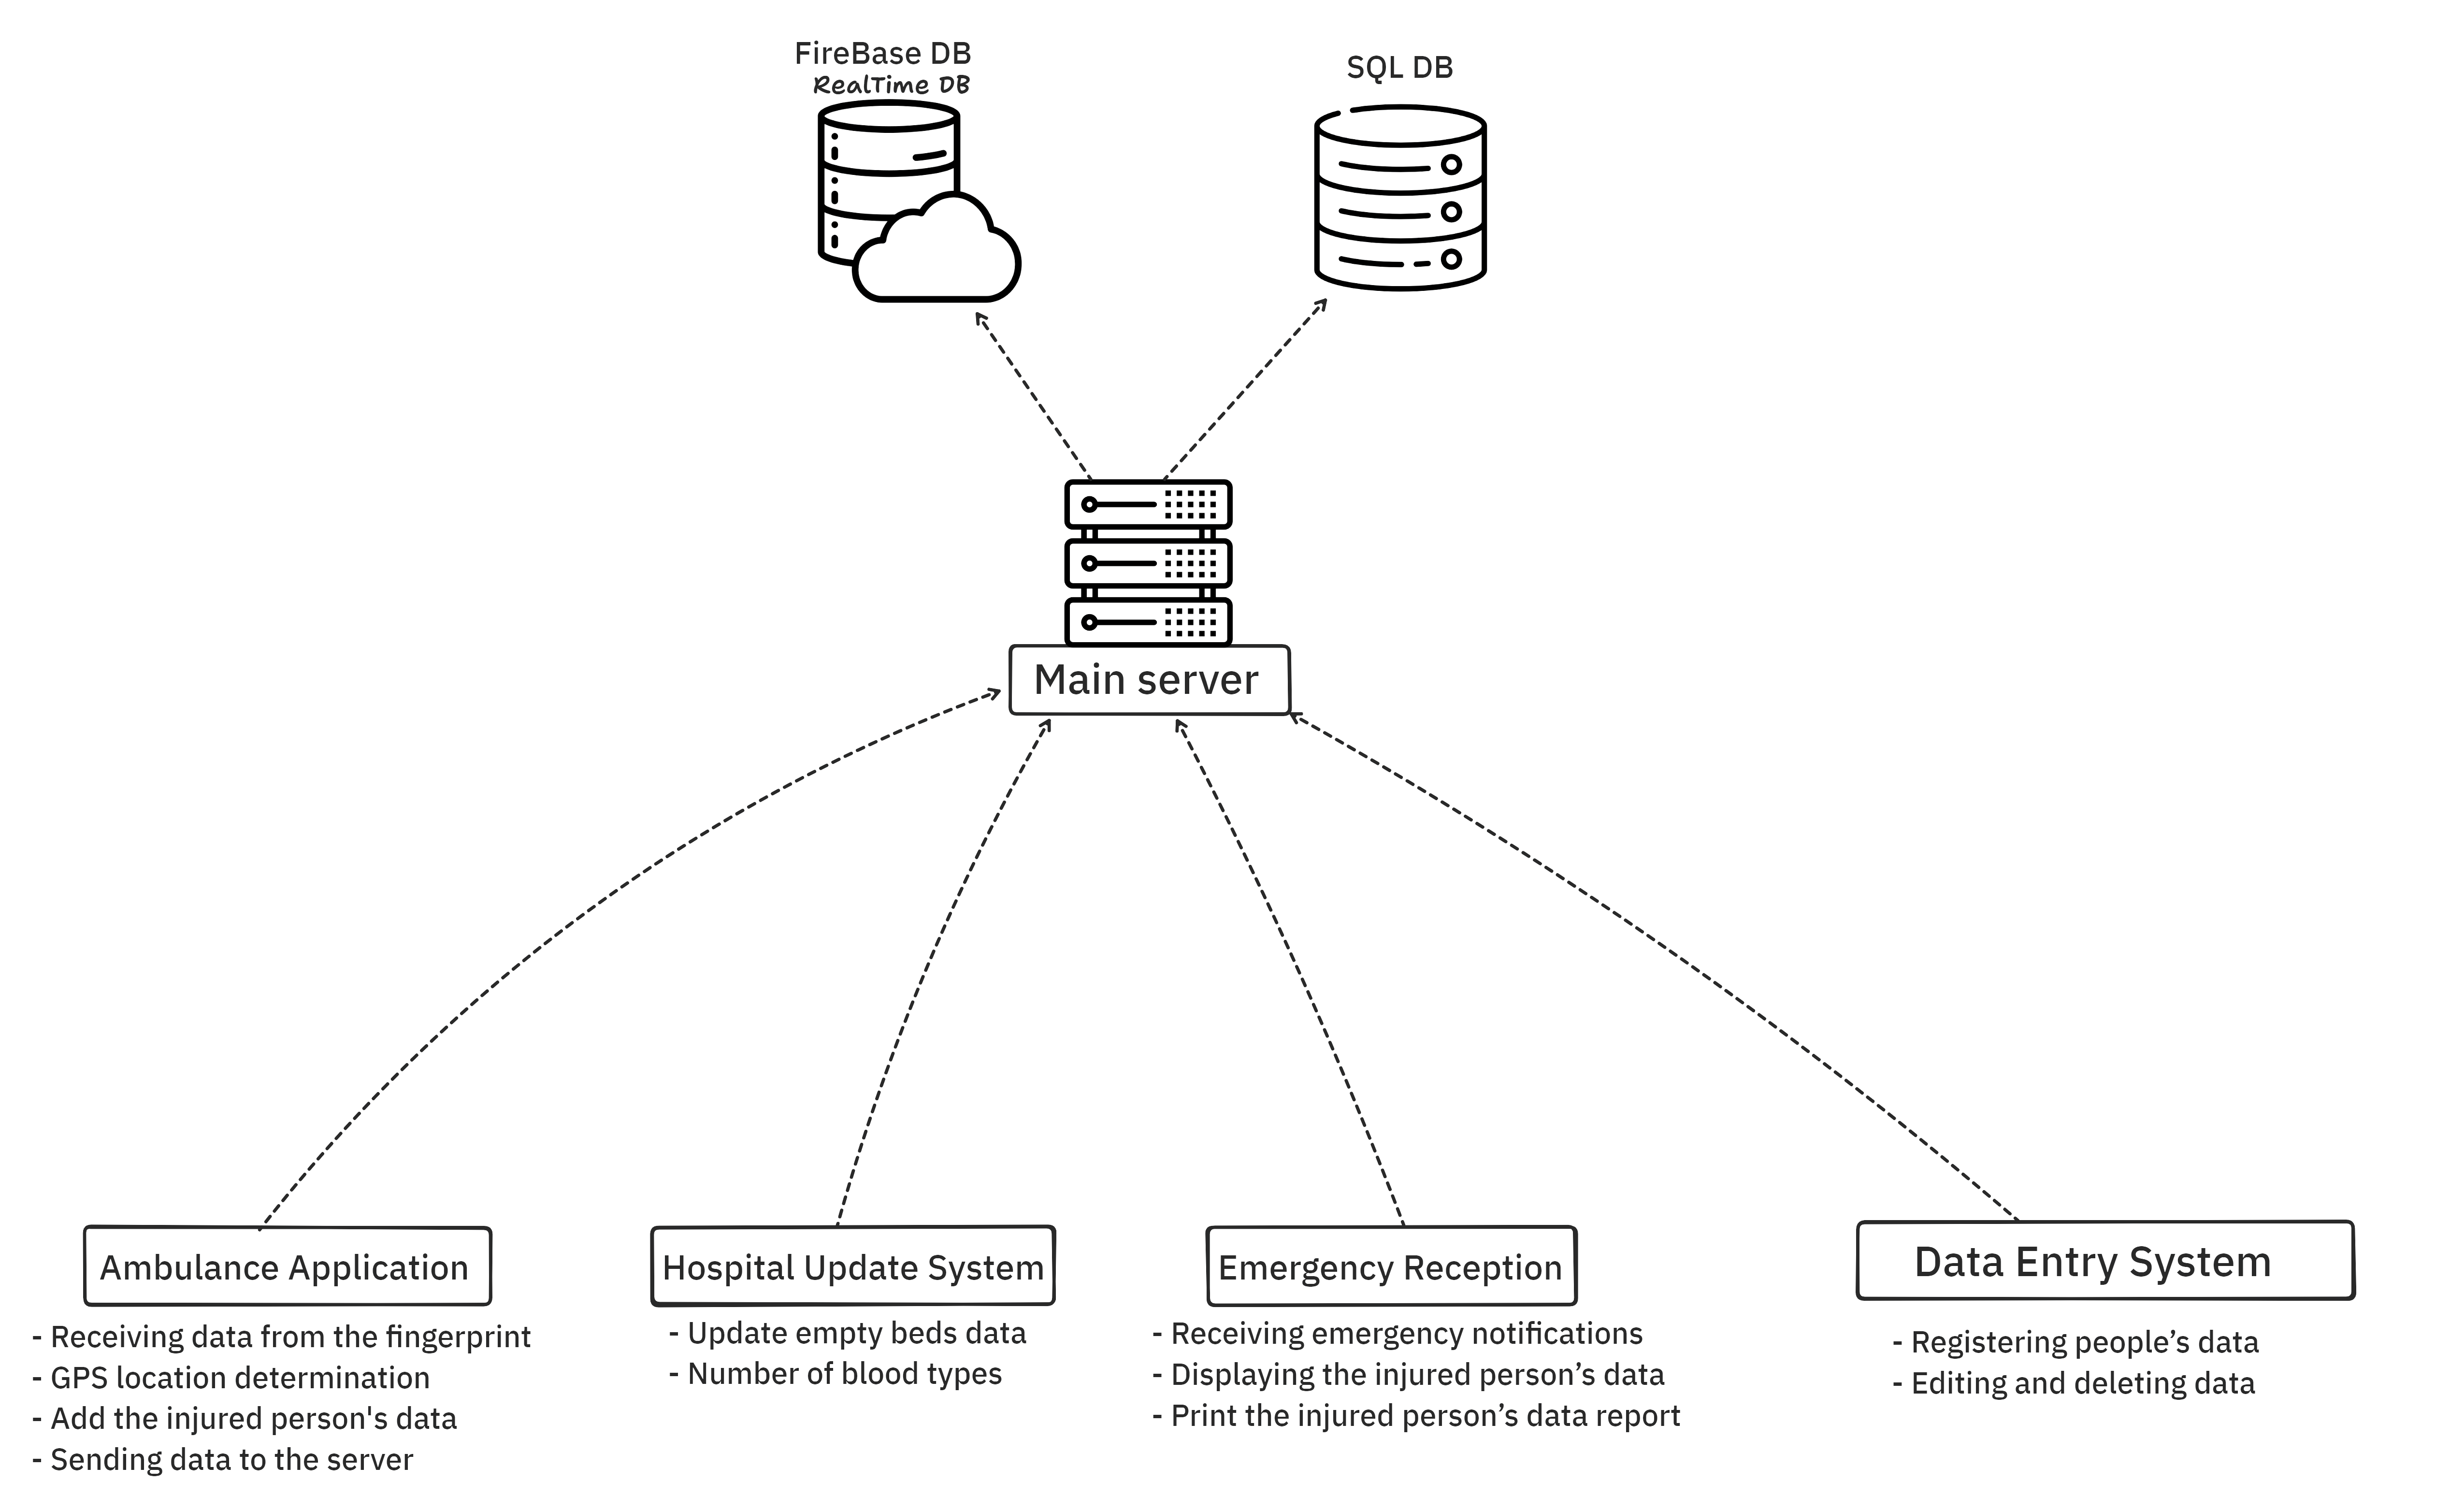 FireBase DB
RealTime DB
SQL DB
Main server
Ambulance Application
- Receiving data from the fingerprint
- GPS location determination
- Add the injured person's data
- Sending data to the server
Hospital Update System
- Update empty beds data
- Number of blood types
Emergency Reception
- Receiving emergency notifications
- Displaying the injured person’s data
- Print the injured person’s data report
Data Entry System
- Registering people’s data
- Editing and deleting data